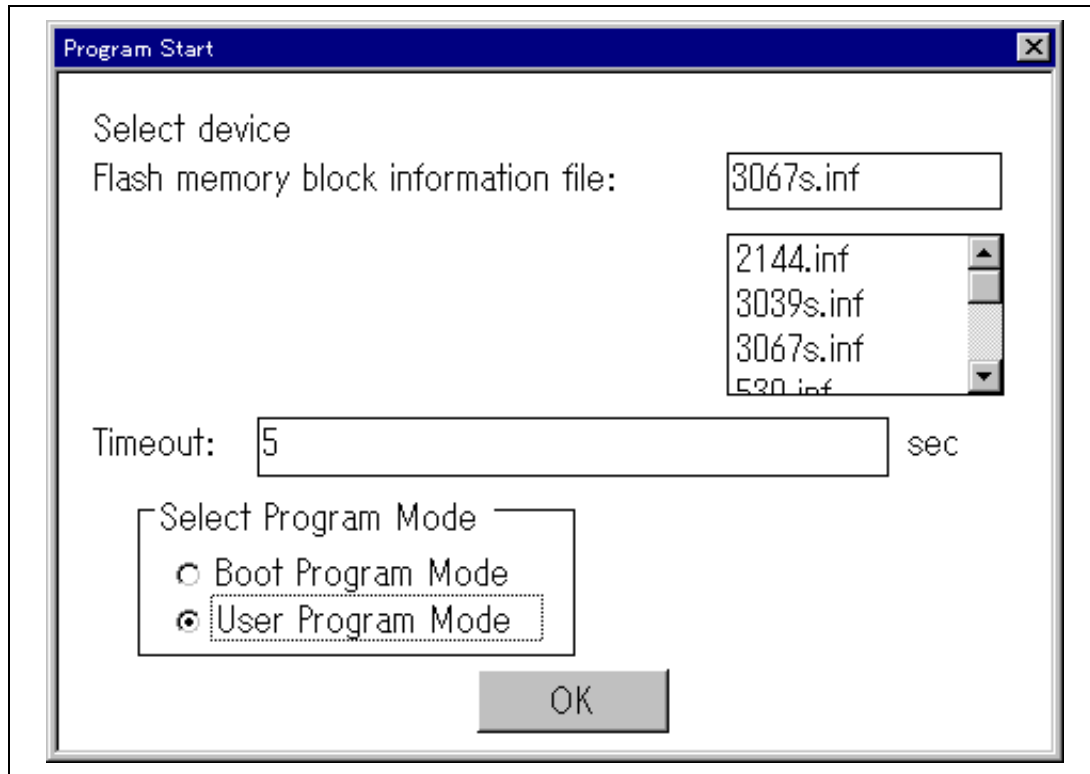 Program Start
Select device
Flash memory block information file: 3067s.inf
2144.inf
3039s.inf
3067s.inf
Timeout: 5 sec
Select Program Mode
Boot Program Mode
User Program Mode
OK